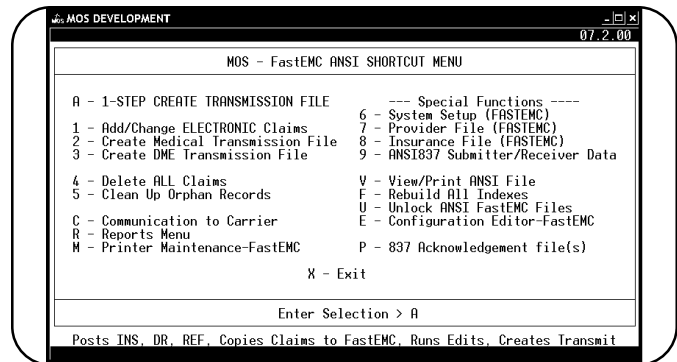 MOS DEVELOPMENT
07.2.00
MOS - FastEMC ANSI SHORTCUT MENU
A - 1-STEP CREATE TRANSMISSION FILE
--- Special Functions ----
6 - System Setup (FASTEMC)
1 - Add/Change ELECTRONIC Claims
7 - Provider File (FASTEMC)
2 - Create Medical Transmission File
8 - Insurance File (FASTEMC)
3 - Create DME Transmission File
9 - ANSI837 Submitter/Receiver Data
4 - Delete ALL Claims
V - View/Print ANSI File
5 - Clean Up Orphan Records
F - Rebuild All Indexes
U - Unlock ANSI FastEMC Files
C - Communication to Carrier
E - Configuration Editor-FastEMC
R - Reports Menu
M - Printer Maintenance-FastEMC
P - 837 Acknowledgement file(s)
X - Exit
Enter Selection > A
Posts INS, DR, REF, Copies Claims to FastEMC, Runs Edits, Creates Transmit